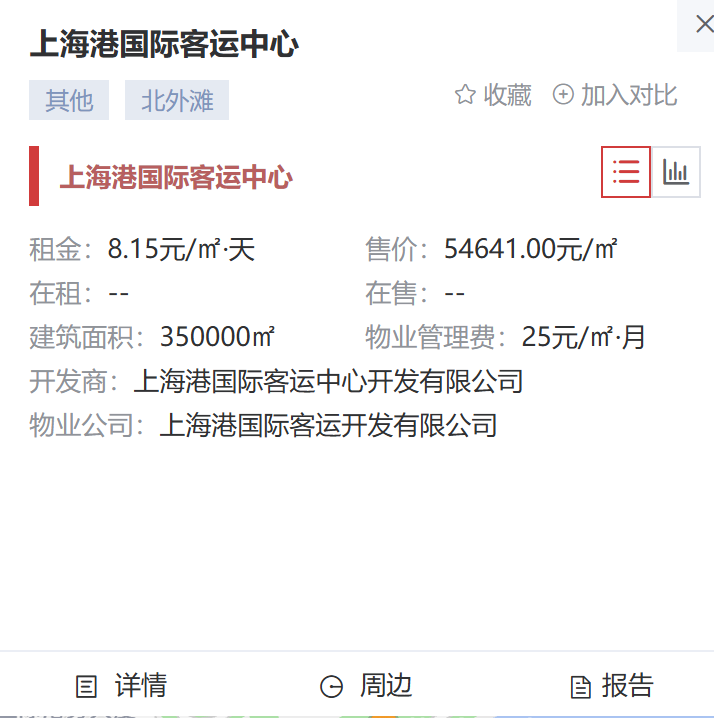 上海港国际客运中心
其他 北外滩 收藏 加入对比
上海港国际客运中心
租金：8.15元/㎡·天 售价：54641.00元/㎡
在租：-- 在售：--
建筑面积：350000㎡ 物业管理费：25元/㎡·月
开发商：上海港国际客运中心开发有限公司
物业公司：上海港国际客运开发有限公司
详情 周边 报告